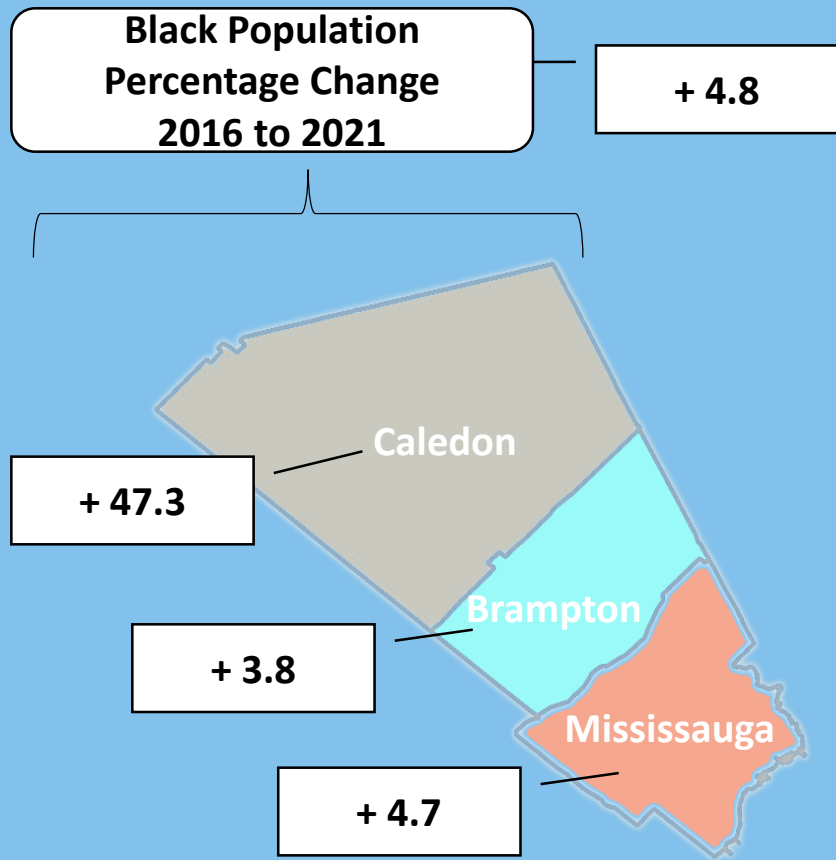 Black Population
Percentage Change
2016 to 2021
+ 4.8
Caledon
+ 47.3
Brampton
+ 3.8
Mississauga
+ 4.7